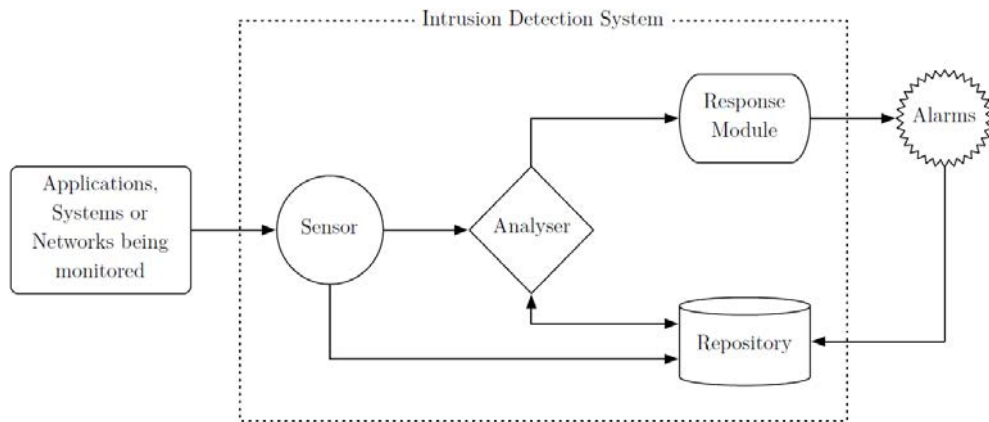 Intrusion Detection System
Response
Module
Alarms
Applications,
Systems or
Networks being
monitored
Sensor
Analyser
Repository